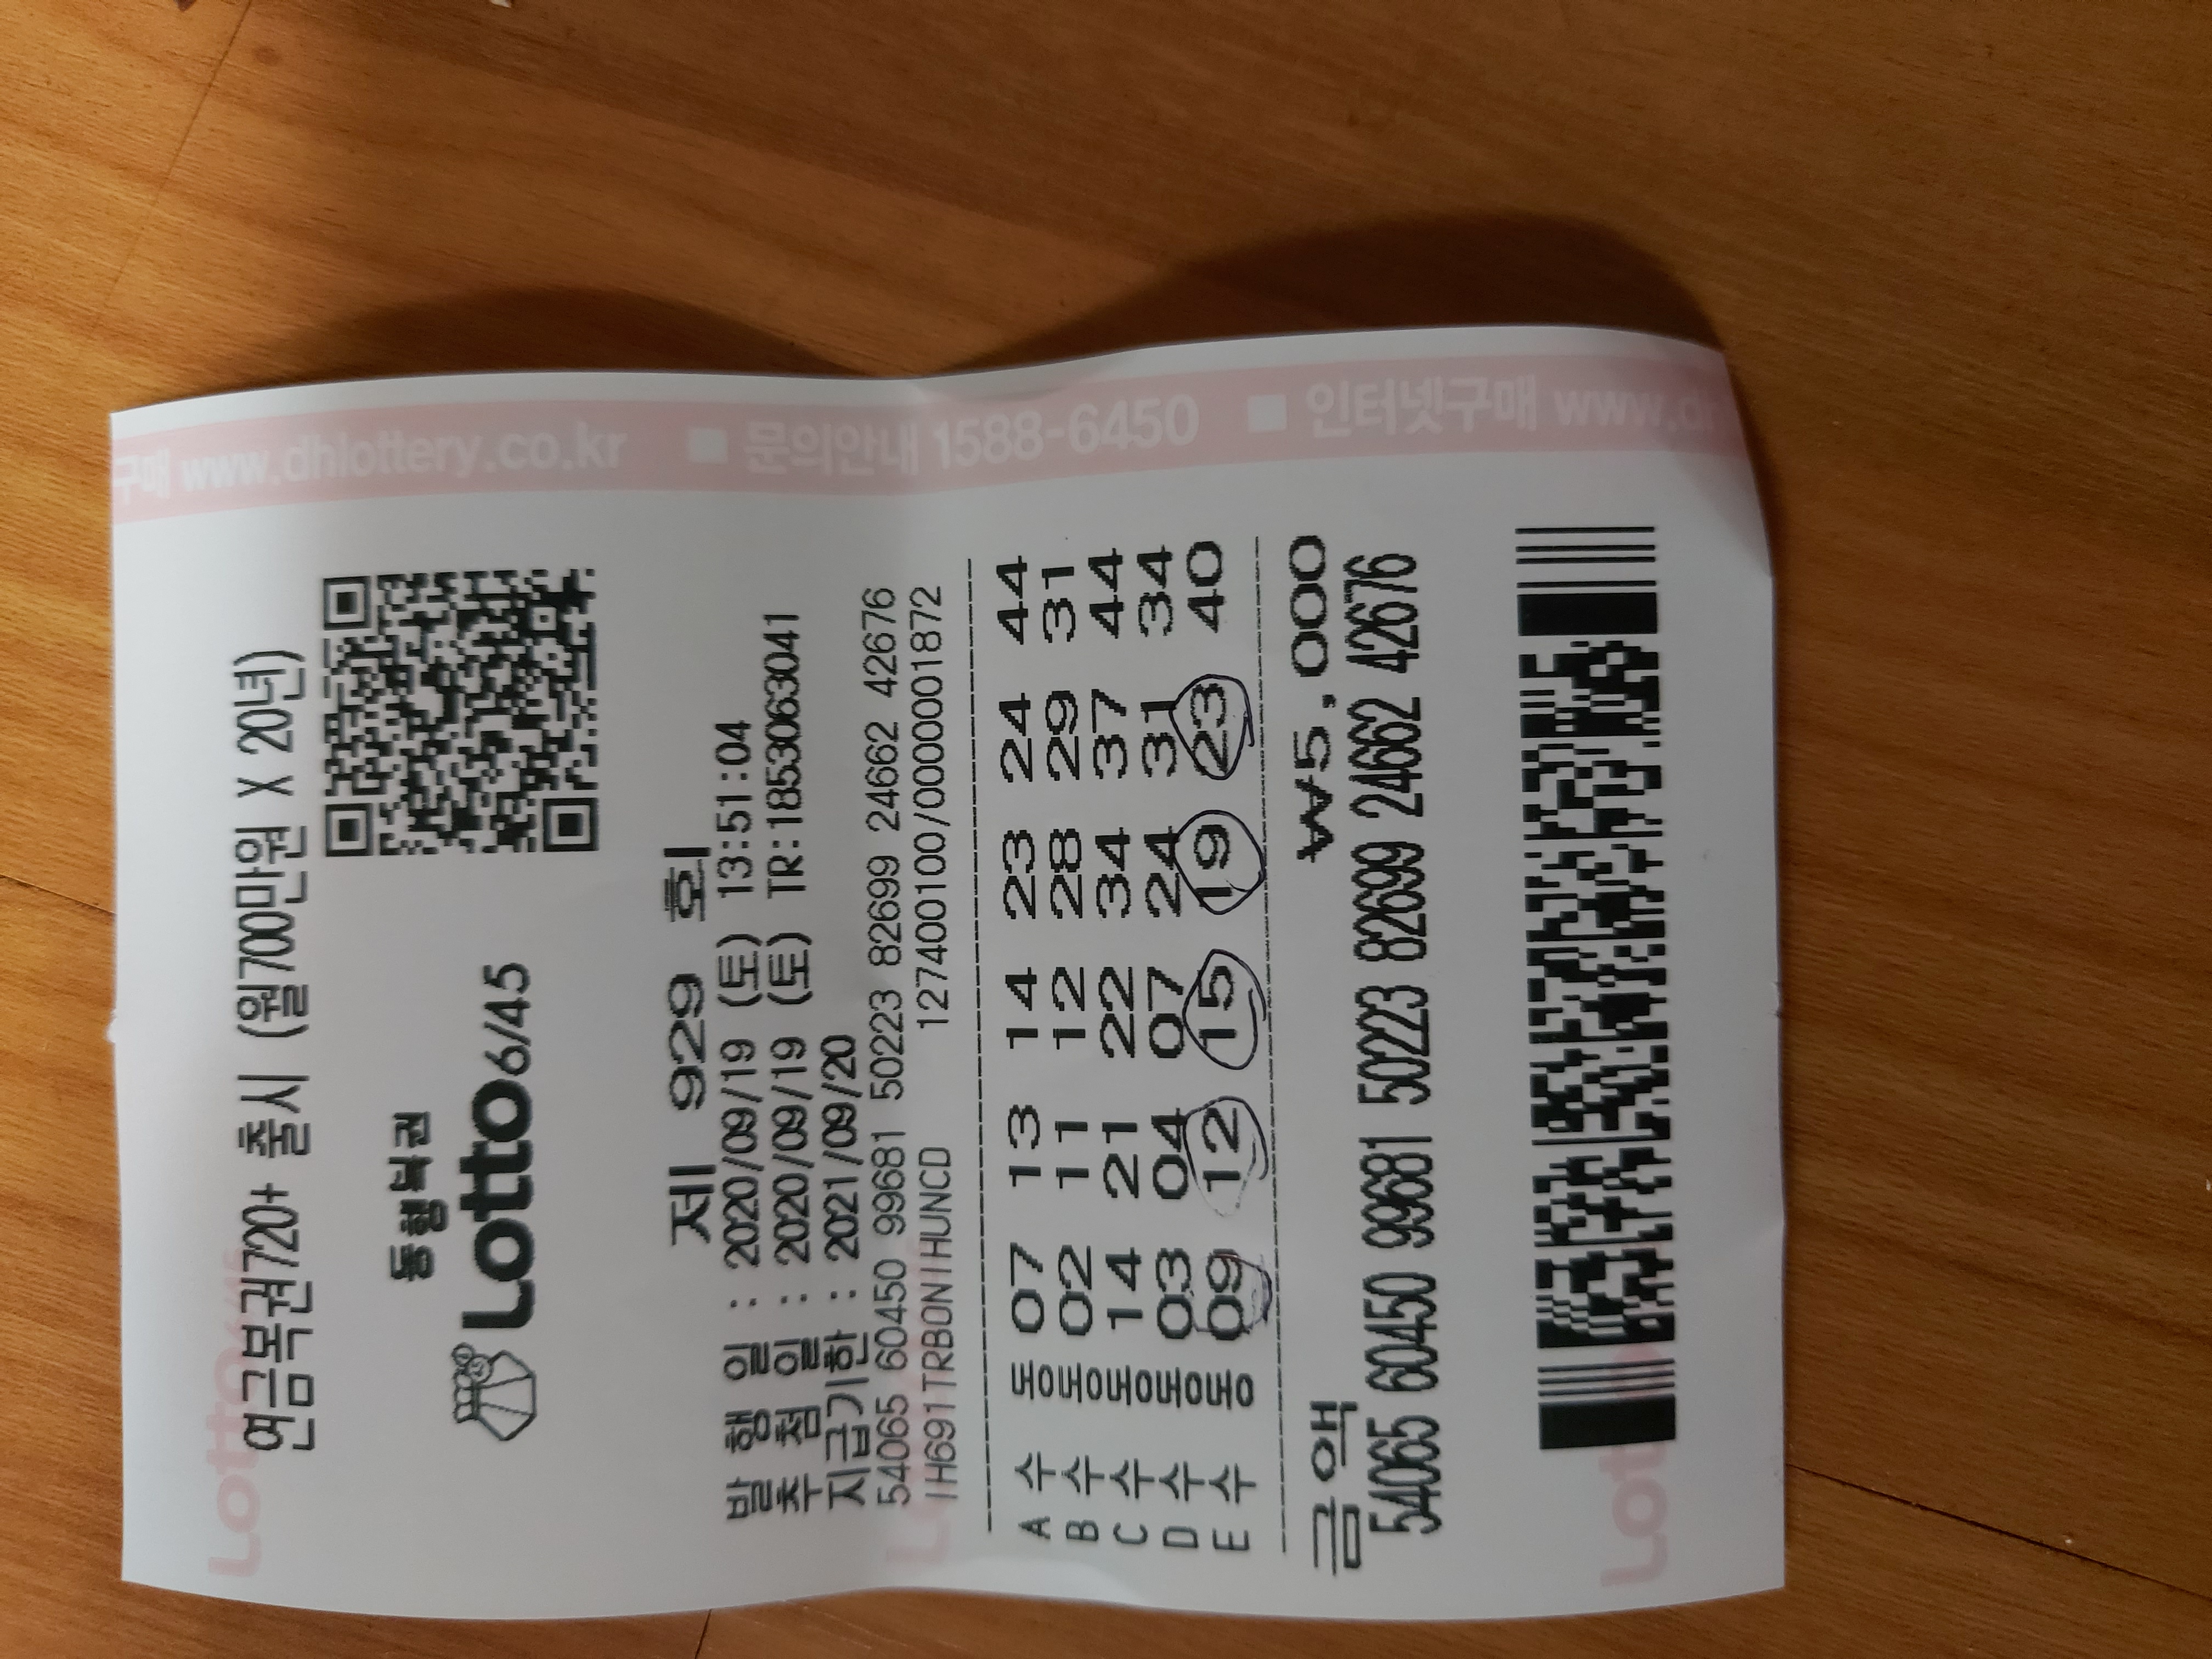 연금복권720+ 출시 (월700만원 X 20년)
동행복권
Lotto6/45
제 929 회
발 행 일 : 2020/09/19 (토) 13:51:04
추 첨 일 : 2020/09/19 (토) TR:1853063041
지급기한 : 2021/09/20
54065 60450 99681 50223 82699 24662 42676
IH691TRBONIHUNCD 127400100/0000001872
A 수 동 07 13 14 23 24 44
B 수 동 02 11 12 28 29 31
C 수 동 14 21 22 34 37 44
D 수 동 03 04 07 24 31 34
E 수 동 09 12 15 19 23 40
금액 ₩5,000
54065 60450 99681 50223 82699 24662 42676
구매 www.dhlottery.co.kr ■ 문의안내 1588-6450 ■ 인터넷구매 www.d
Lotto
Lotto
Lot